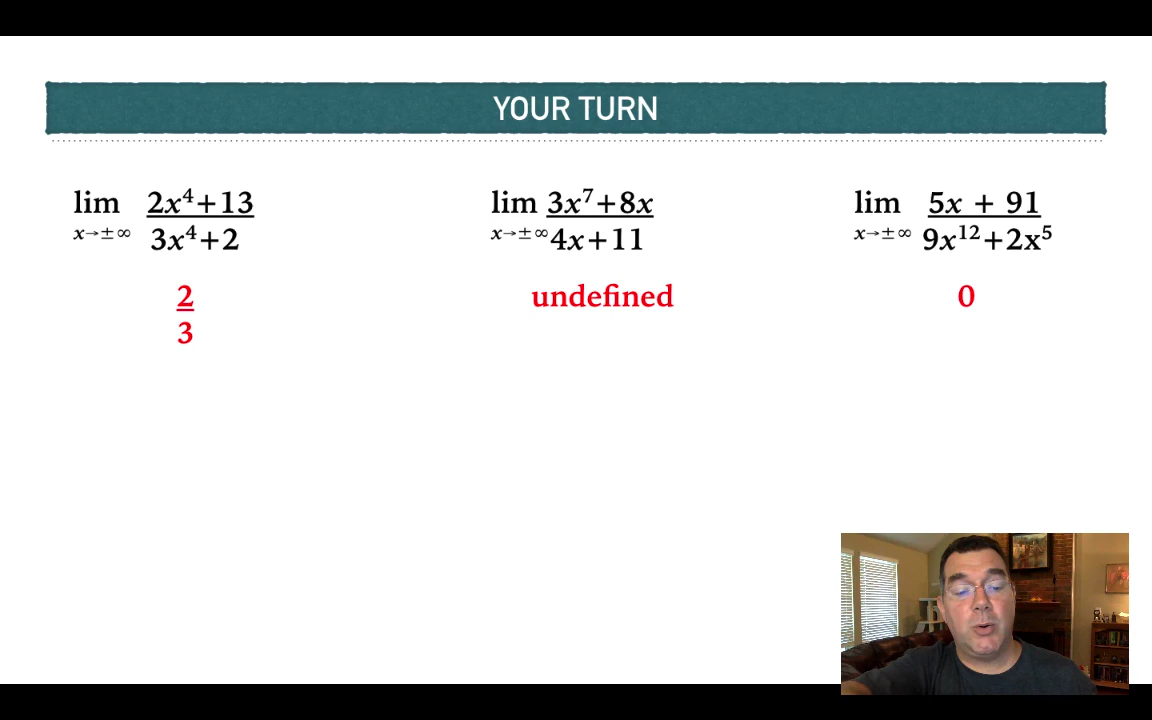 YOUR TURN
lim 2x⁴+13
x→±∞ 3x⁴+2
2
3
lim 3x⁷+8x
x→±∞ 4x+11
undefined
lim 5x + 91
x→±∞ 9x¹²+2x⁵
0